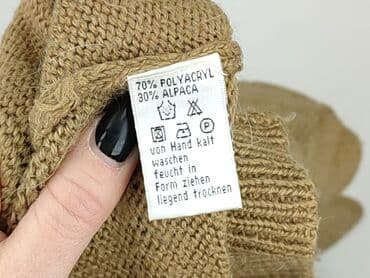 70% POLYACRYL
30% ALPACA
P
von Hand kalt
waschen
feucht in
Form ziehen
liegend trocknen